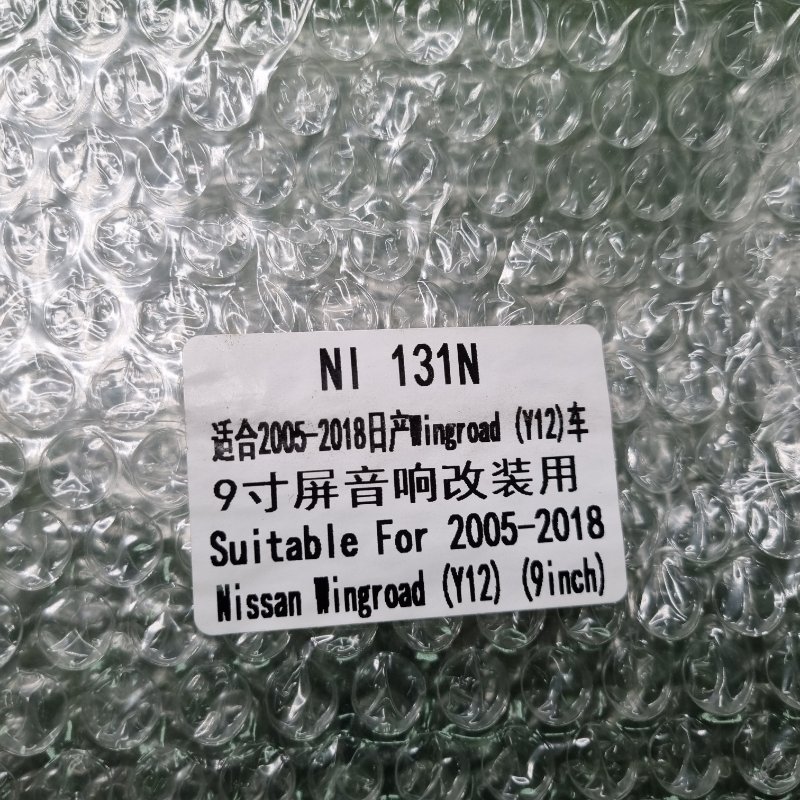 NI 131N
适合2005-2018日产Wingroad (Y12)车
9寸屏音响改装用
Suitable For 2005-2018
Nissan Wingroad (Y12) (9inch)